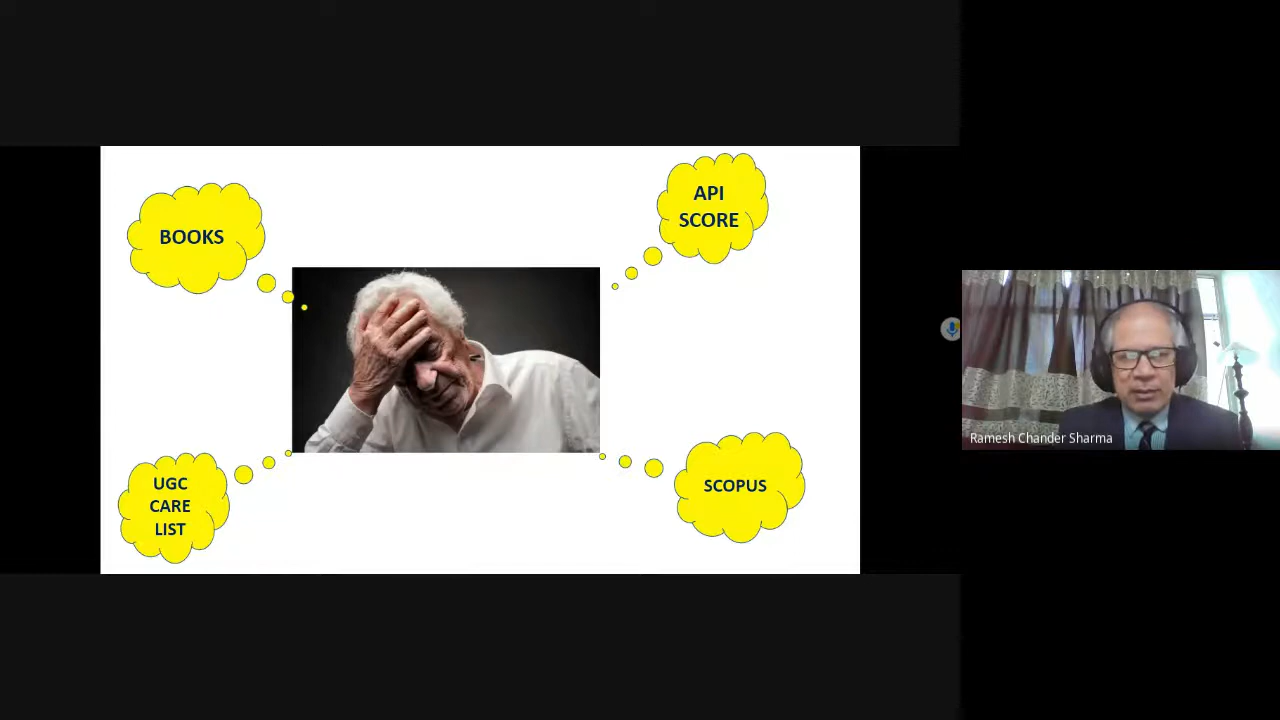 BOOKS
API
SCORE
UGC
CARE
LIST
SCOPUS
Ramesh Chander Sharma